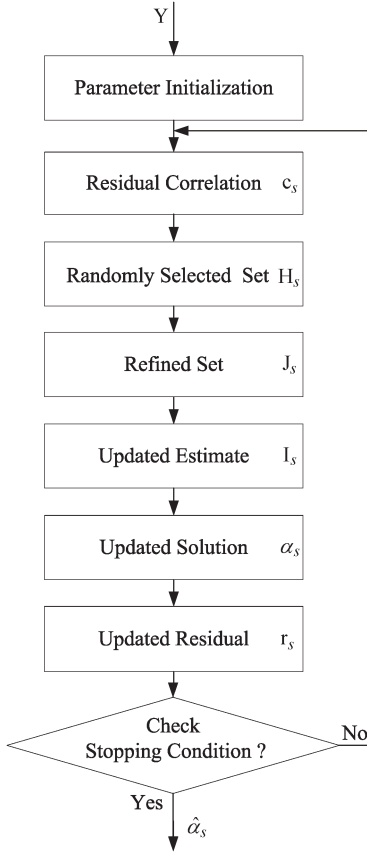 Y
Parameter Initialization
Residual Correlation c_s
Randomly Selected Set H_s
Refined Set J_s
Updated Estimate I_s
Updated Solution α_s
Updated Residual r_s
Check
Stopping Condition ?
No
Yes
α̂_s